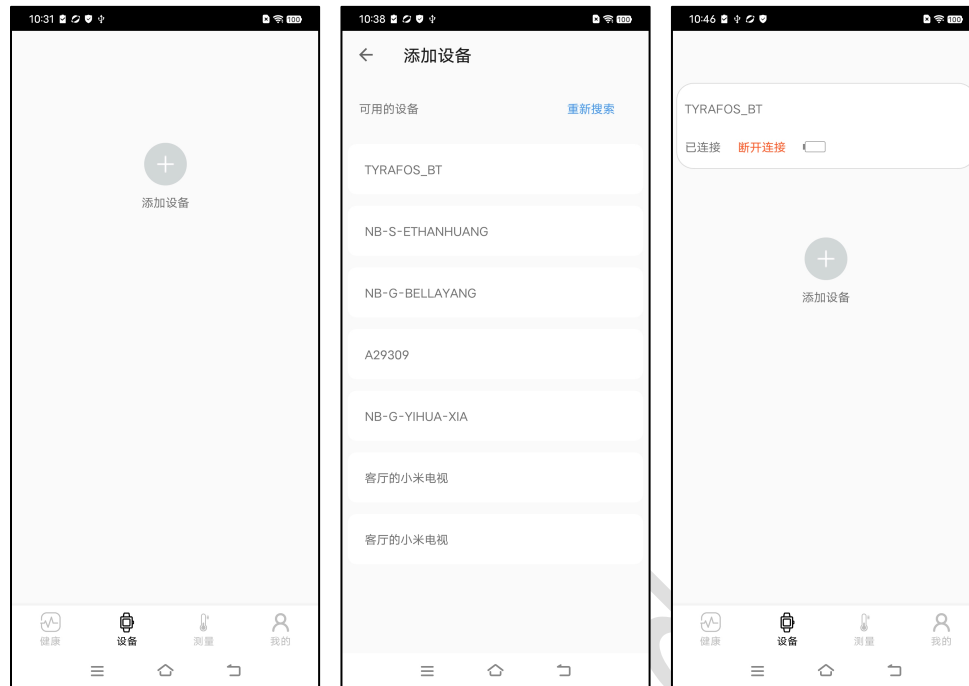 10:31
100
添加设备
健康
设备
测量
我的
10:38
100
添加设备
可用的设备
重新搜索
TYRAFOS_BT
NB-S-ETHANHUANG
NB-G-BELLAYANG
A29309
NB-G-YIHUA-XIA
客厅的小米电视
客厅的小米电视
10:46
100
TYRAFOS_BT
已连接 断开连接
添加设备
健康
设备
测量
我的